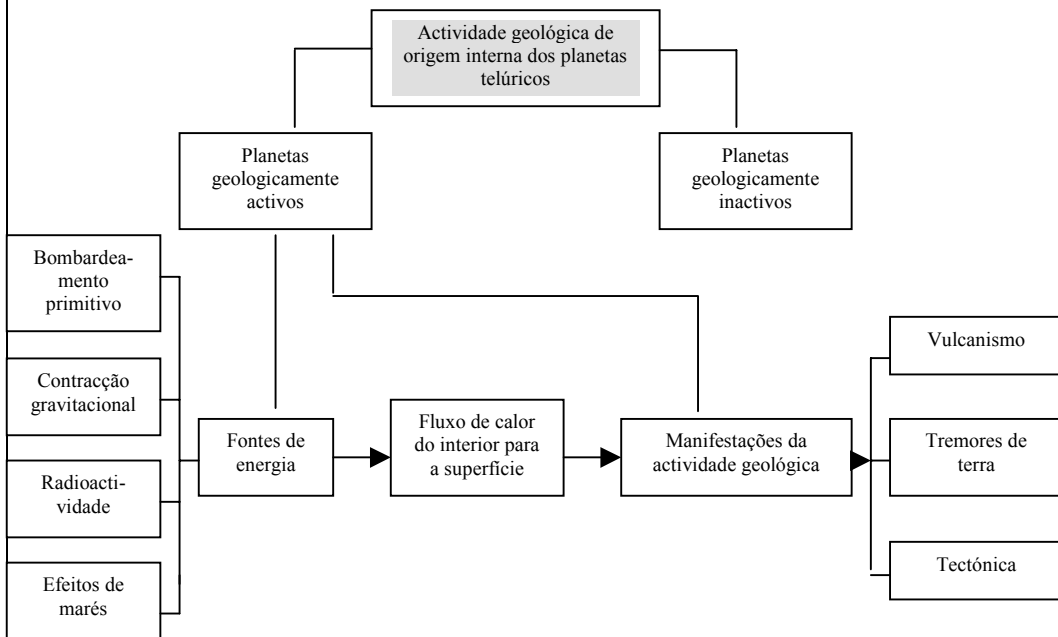 Actividade geológica de
origem interna dos planetas
telúricos
Planetas
geologicamente
activos
Planetas
geologicamente
inactivos
Bombardea-
mento
primitivo
Contracção
gravitacional
Radioacti-
vidade
Efeitos de
marés
Fontes de
energia
Fluxo de calor
do interior para
a superfície
Manifestações da
actividade geológica
Vulcanismo
Tremores de
terra
Tectónica